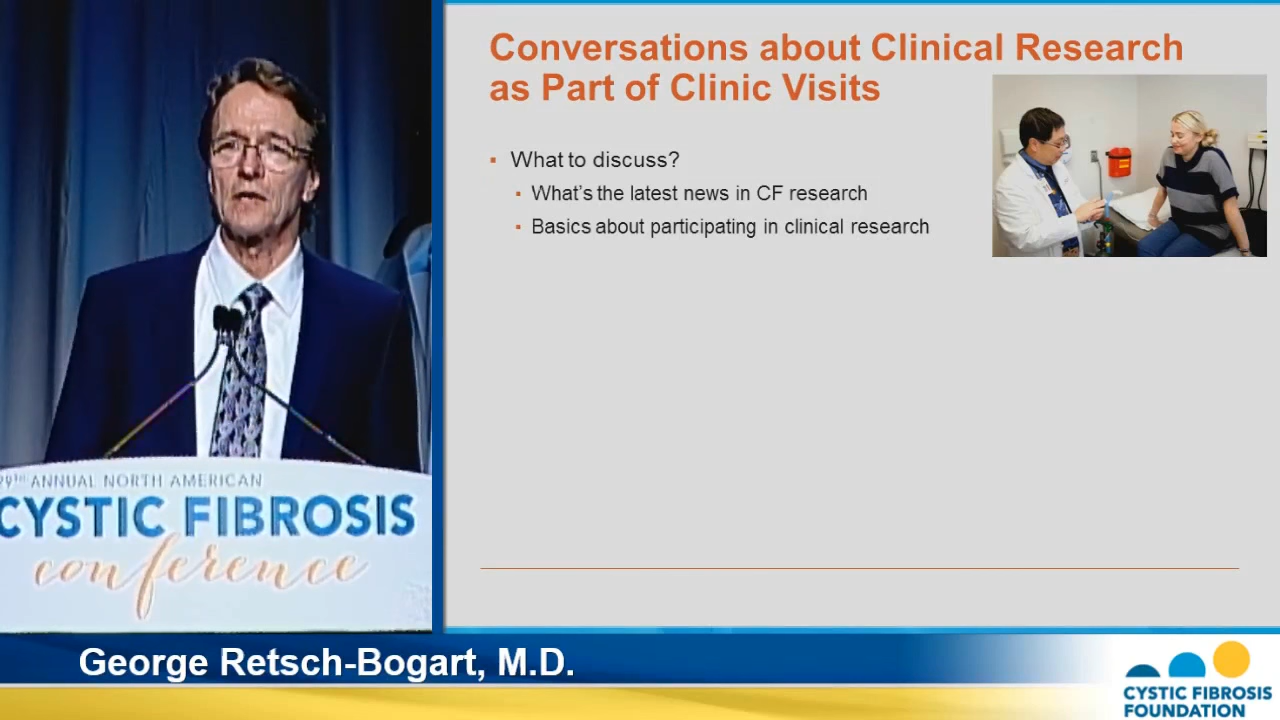 Conversations about Clinical Research
as Part of Clinic Visits
▪ What to discuss?
▪ What's the latest news in CF research
▪ Basics about participating in clinical research
ANNUAL NORTH AMERICAN
CYSTIC FIBROSIS
conference
George Retsch-Bogart, M.D.
CYSTIC FIBROSIS
FOUNDATION